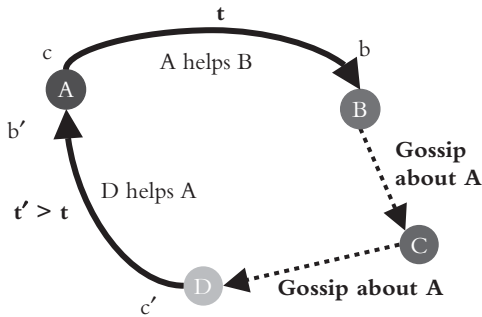 t
c
b
A helps B
A
B
b′
Gossip
about A
D helps A
t′ > t
C
D
Gossip about A
c′